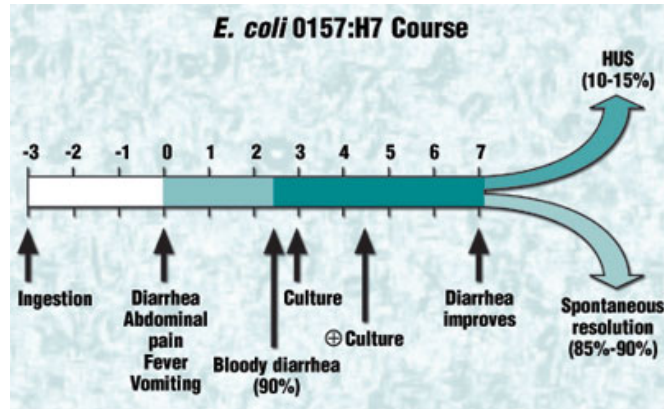 E. coli 0157:H7 Course
HUS
(10-15%)
-3 -2 -1 0 1 2 3 4 5 6 7
Ingestion
Diarrhea
Abdominal
pain
Fever
Vomiting
Bloody diarrhea
(90%)
Culture
⊕Culture
Diarrhea
improves
Spontaneous
resolution
(85%-90%)